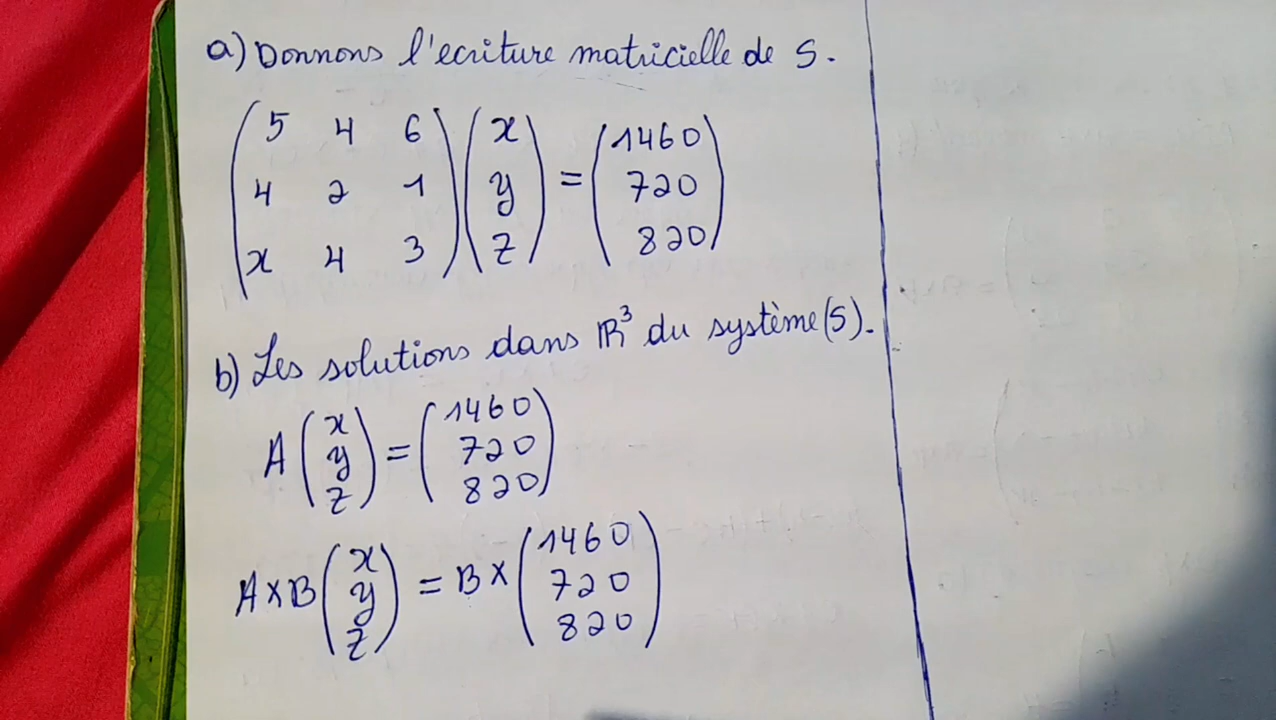 a) Donnons l'ecriture matricielle de S.
( 5 4 6 ) ( x ) = ( 1460 )
( 4 2 1 ) ( y ) = ( 720 )
( x 4 3 ) ( z ) = ( 820 )
b) Les solutions dans ℝ³ du système (S).
A ( x ) = ( 1460 )
( y ) ( 720 )
( z ) ( 820 )
A×B ( x ) = B× ( 1460 )
( y ) ( 720 )
( z ) ( 820 )